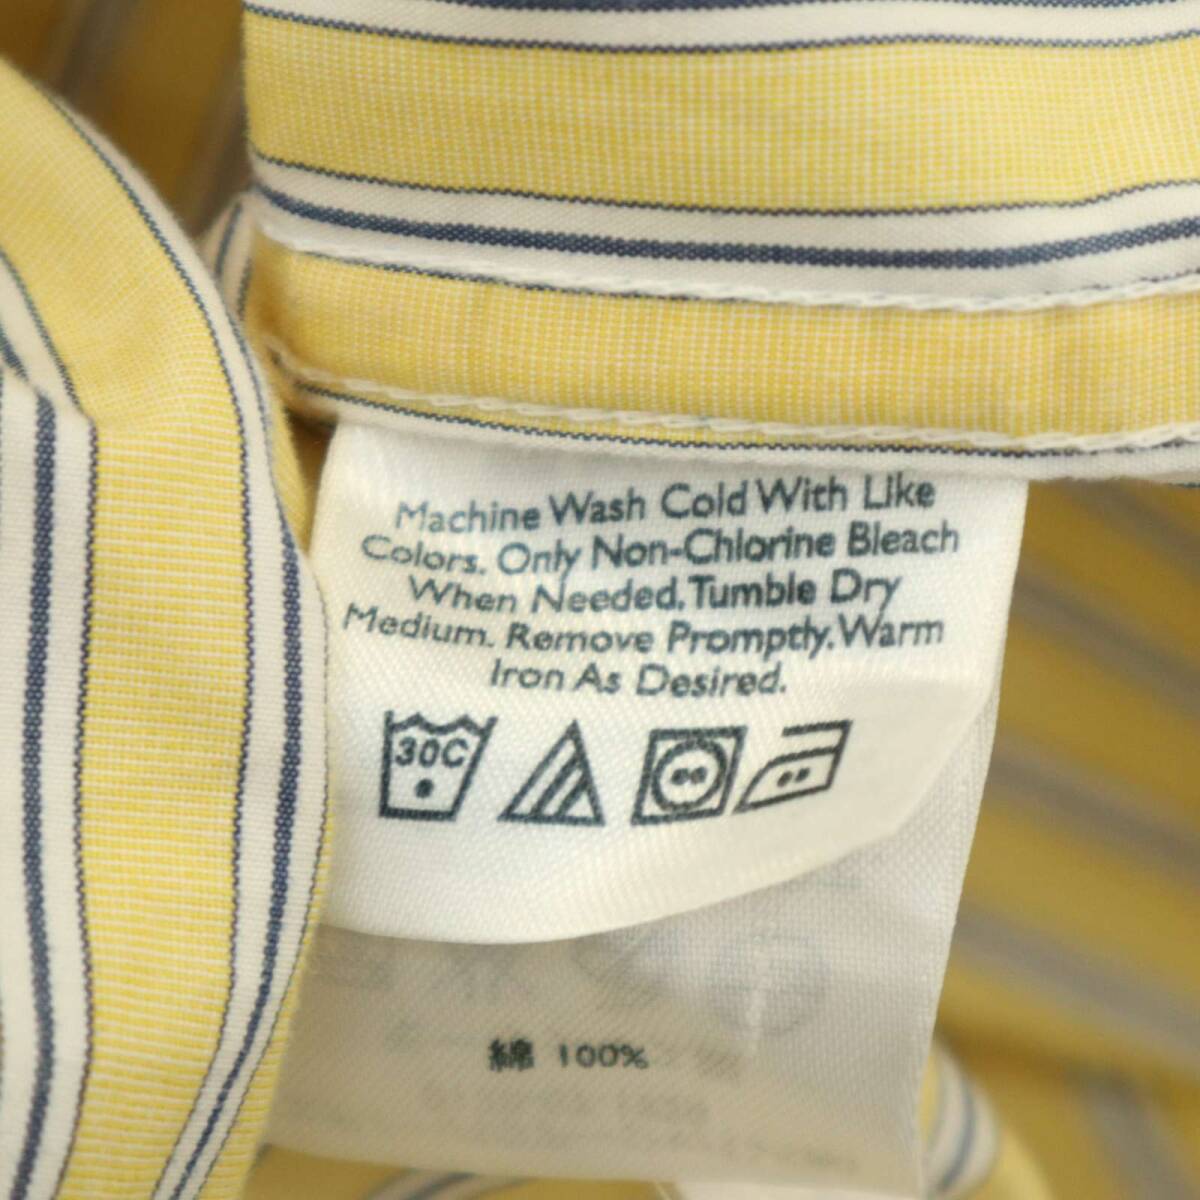 Machine Wash Cold With Like
Colors. Only Non-Chlorine Bleach
When Needed. Tumble Dry
Medium. Remove Promptly. Warm
Iron As Desired.
30C
綿 100%